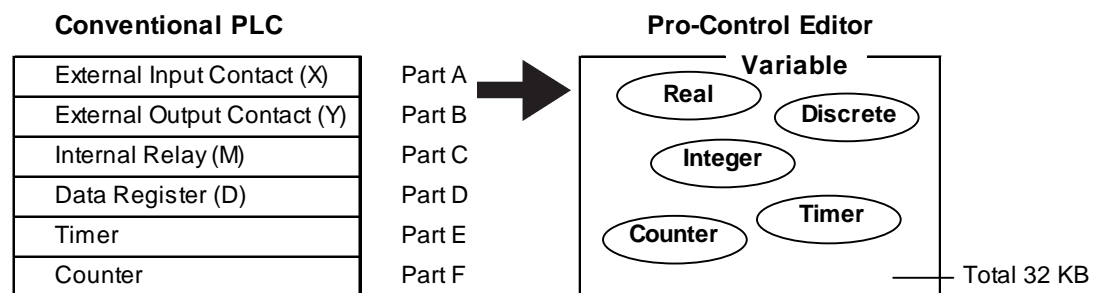 Conventional PLC
Pro-Control Editor
External Input Contact (X)
External Output Contact (Y)
Internal Relay (M)
Data Register (D)
Timer
Counter
Part A
Part B
Part C
Part D
Part E
Part F
Variable
Real
Discrete
Integer
Timer
Counter
Total 32 KB